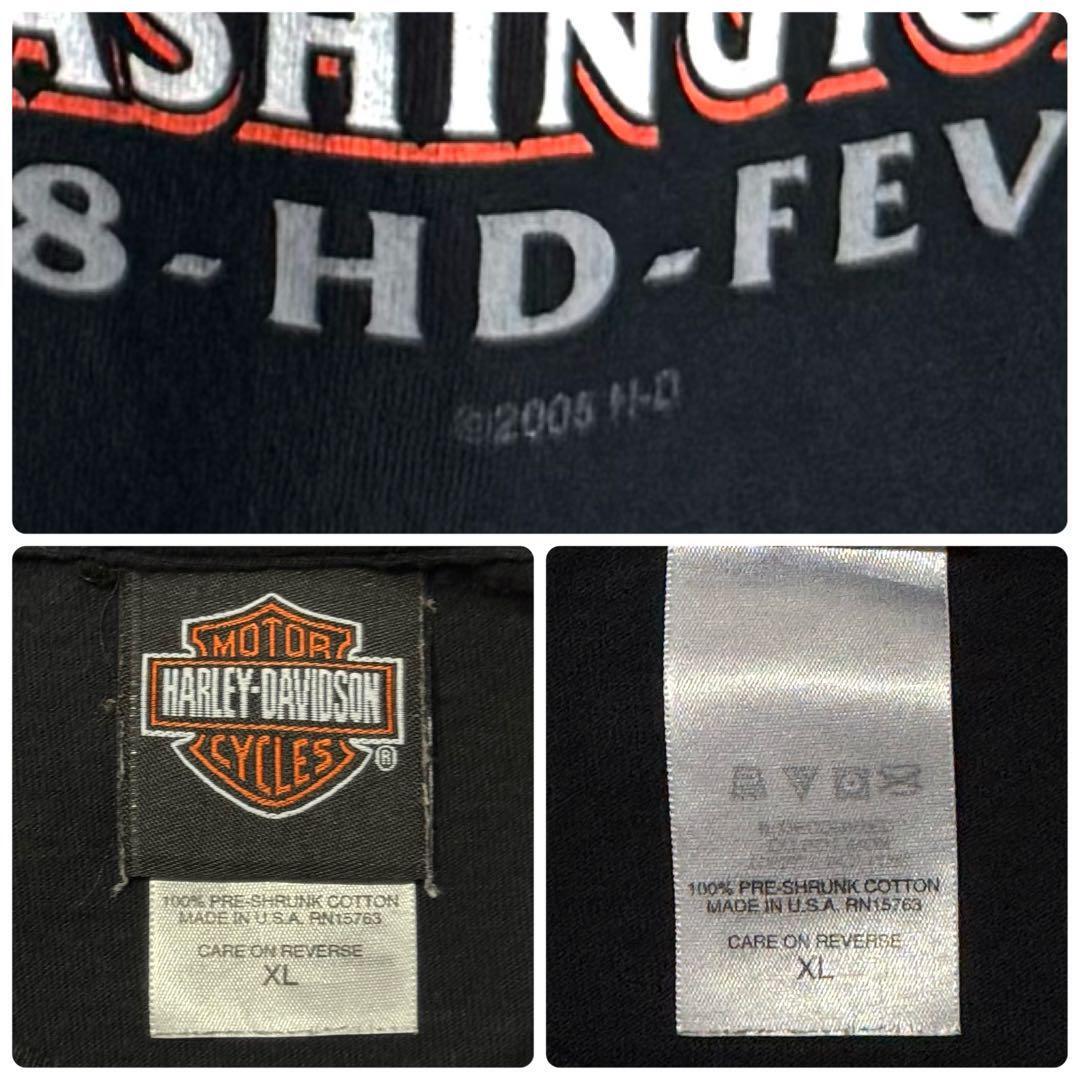 ASHINGTO
8-HD-FEV
©2005 H-D
MOTOR
HARLEY-DAVIDSON
CYCLES
®
100% PRE-SHRUNK COTTON
MADE IN U.S.A. RN15763
CARE ON REVERSE
XL
100% PRE-SHRUNK COTTON
MADE IN U.S.A. RN15763
CARE ON REVERSE
XL